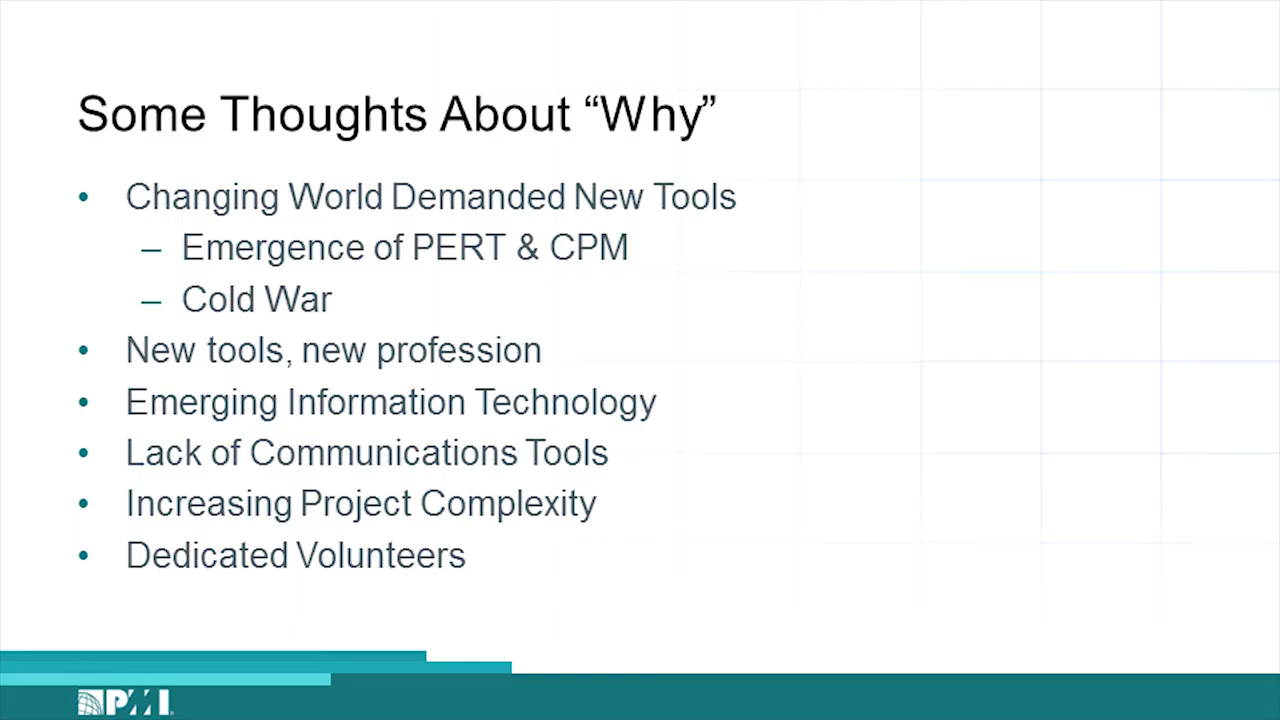 Some Thoughts About “Why”
• Changing World Demanded New Tools
– Emergence of PERT & CPM
– Cold War
• New tools, new profession
• Emerging Information Technology
• Lack of Communications Tools
• Increasing Project Complexity
• Dedicated Volunteers
PMI